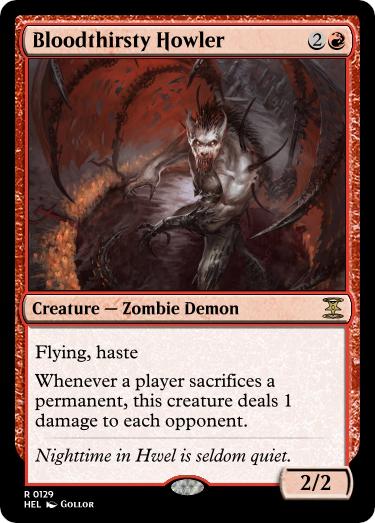 Bloodthirsty Howler 2
Creature — Zombie Demon
Flying, haste
Whenever a player sacrifices a
permanent, this creature deals 1
damage to each opponent.
Nighttime in Hwel is seldom quiet.
2/2
R 0129
HEL Gollor